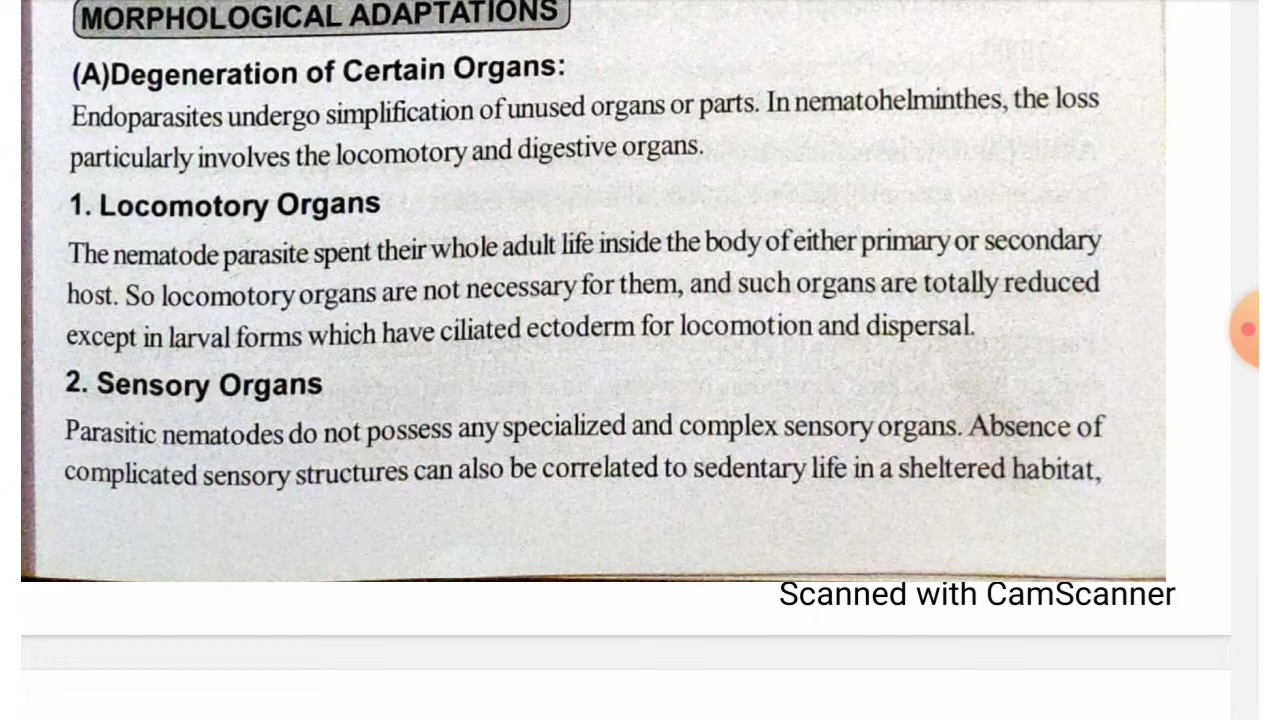 MORPHOLOGICAL ADAPTATIONS
(A)Degeneration of Certain Organs:
Endoparasites undergo simplification of unused organs or parts. In nematohelminthes, the loss
particularly involves the locomotory and digestive organs.
1. Locomotory Organs
The nematode parasite spent their whole adult life inside the body of either primary or secondary
host. So locomotory organs are not necessary for them, and such organs are totally reduced
except in larval forms which have ciliated ectoderm for locomotion and dispersal.
2. Sensory Organs
Parasitic nematodes do not possess any specialized and complex sensory organs. Absence of
complicated sensory structures can also be correlated to sedentary life in a sheltered habitat,
Scanned with CamScanner